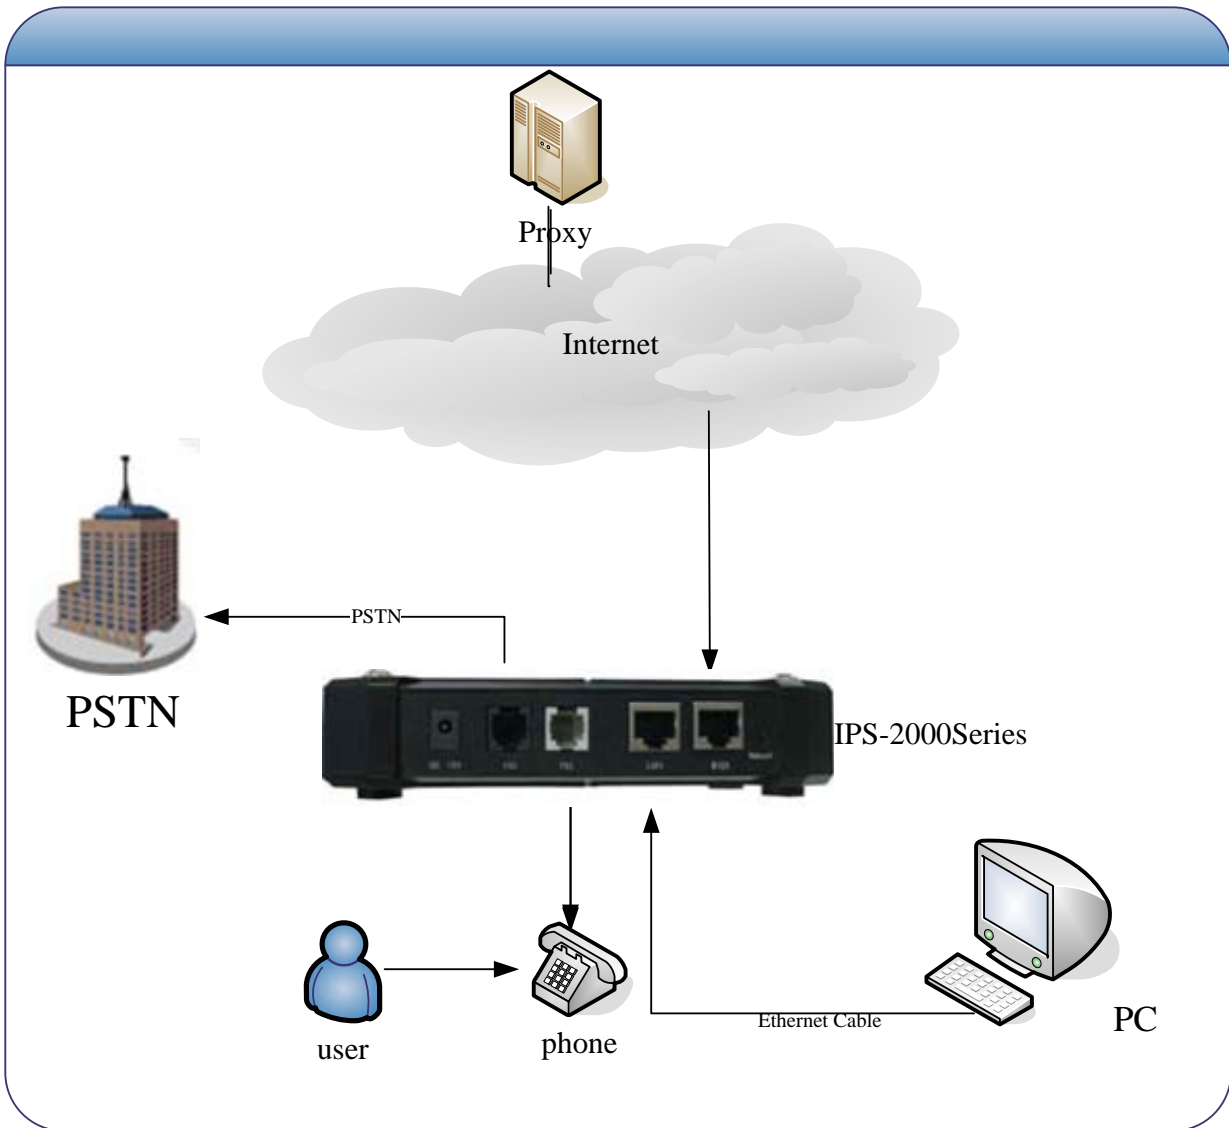 Proxy
Internet
PSTN
PSTN
IPS-2000Series
Ethernet Cable
PC
user
phone